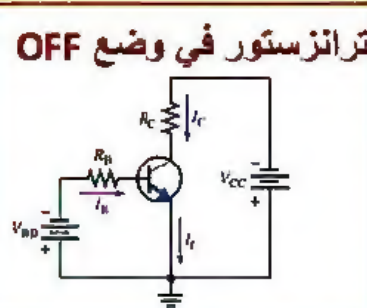 ترانزستور في وضع OFF
R_C I_C
R_B
I_B
V_CC
V_BB
I_E